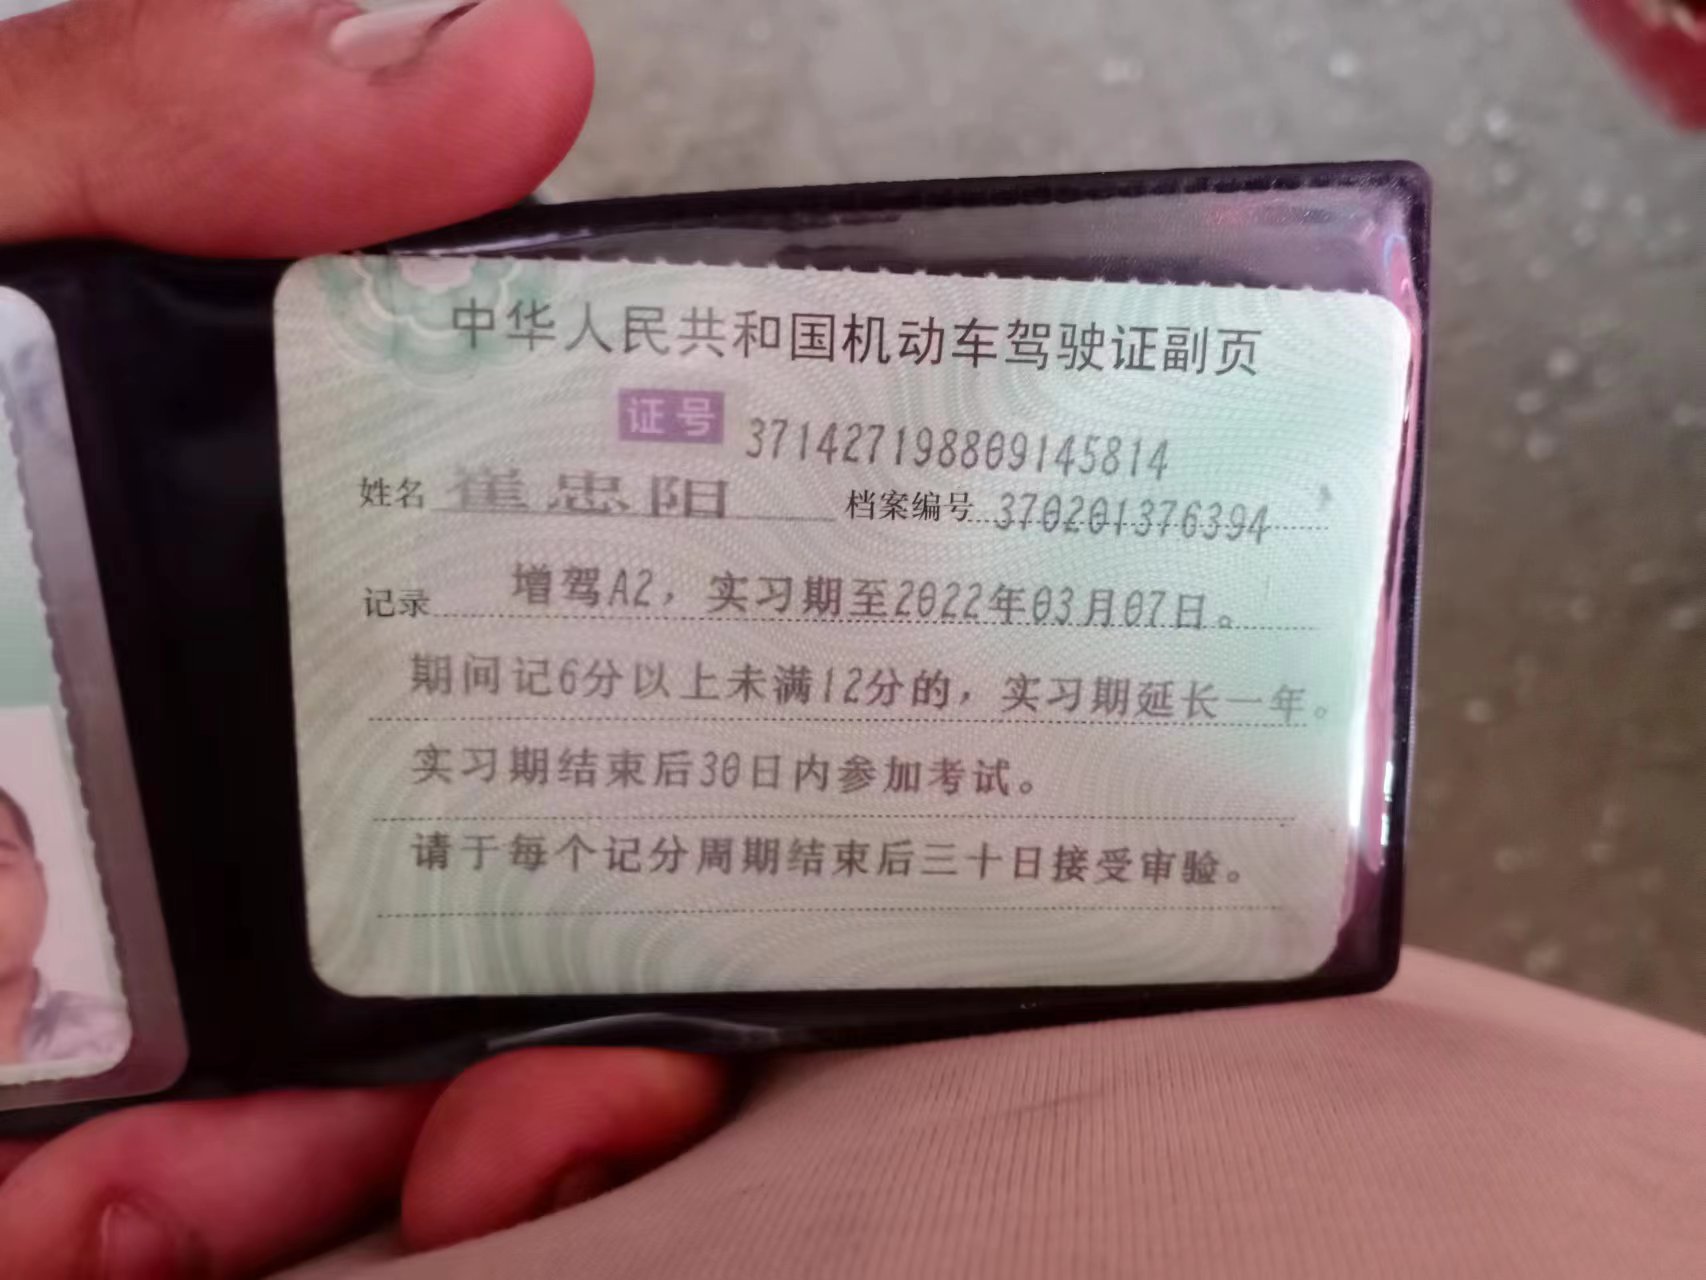 中华人民共和国机动车驾驶证副页
证号 371427198809145814
姓名 崔忠阳 档案编号 370201376394
记录 增驾A2，实习期至2022年03月07日。
期间记6分以上未满12分的，实习期延长一年。
实习期结束后30日内参加考试。
请于每个记分周期结束后三十日接受审验。